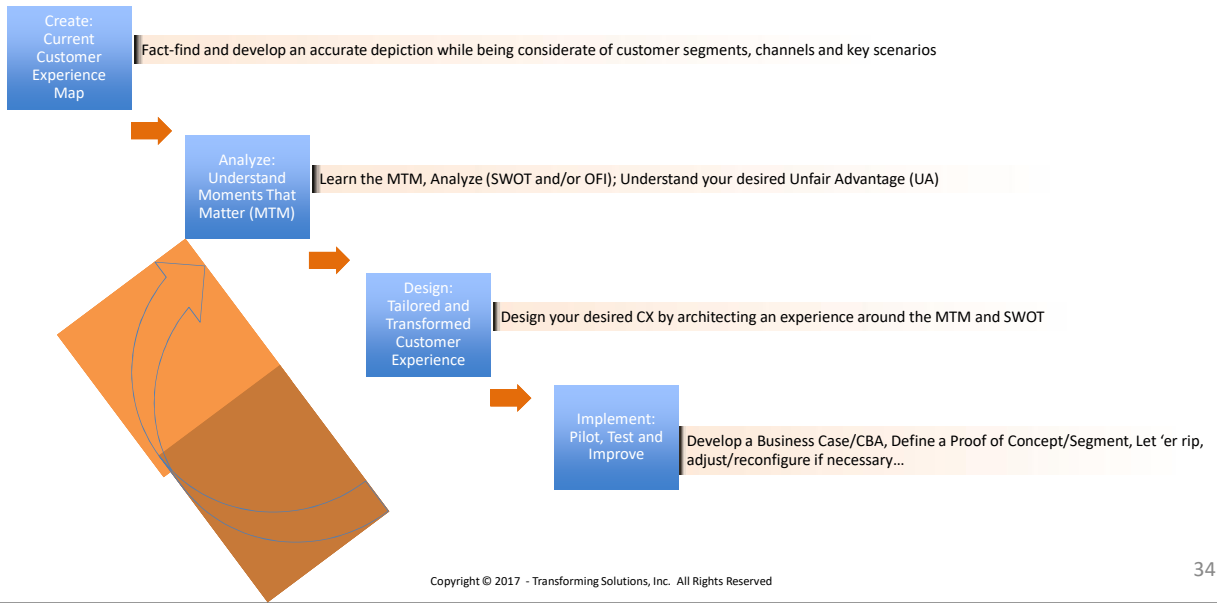 Create:
Current
Customer
Experience
Map
Fact-find and develop an accurate depiction while being considerate of customer segments, channels and key scenarios
Analyze:
Understand
Moments That
Matter (MTM)
Learn the MTM, Analyze (SWOT and/or OFI); Understand your desired Unfair Advantage (UA)
Design:
Tailored and
Transformed
Customer
Experience
Design your desired CX by architecting an experience around the MTM and SWOT
Implement:
Pilot, Test and
Improve
Develop a Business Case/CBA, Define a Proof of Concept/Segment, Let ‘er rip,
adjust/reconfigure if necessary…
Copyright © 2017 - Transforming Solutions, Inc. All Rights Reserved
34